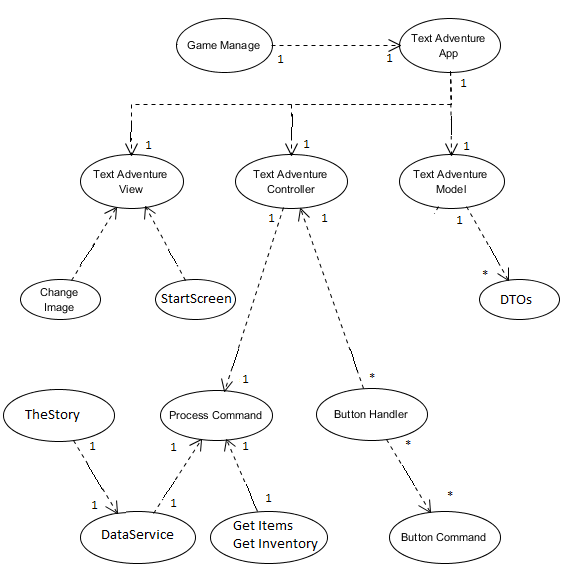 Game Manage
Text Adventure
App
1
1
1
1
1
1
Text Adventure
View
Text Adventure
Controller
Text Adventure
Model
1
1
1
*
Change
Image
StartScreen
DTOs
1
*
TheStory
Process Command
Button Handler
1
1
1
*
1
1
1
*
DataService
Get Items
Get Inventory
Button Command